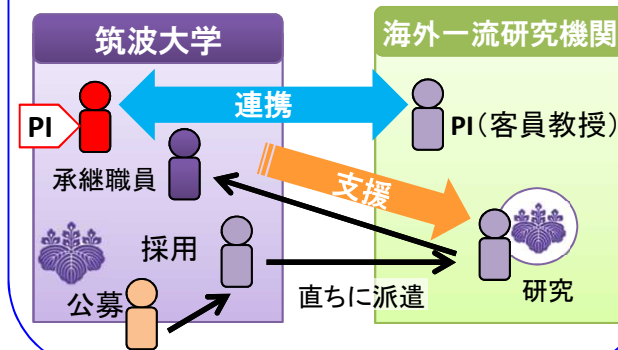 筑波大学
海外一流研究機関
連携
PI
PI（客員教授）
承継職員
支援
採用
公募
直ちに派遣
研究